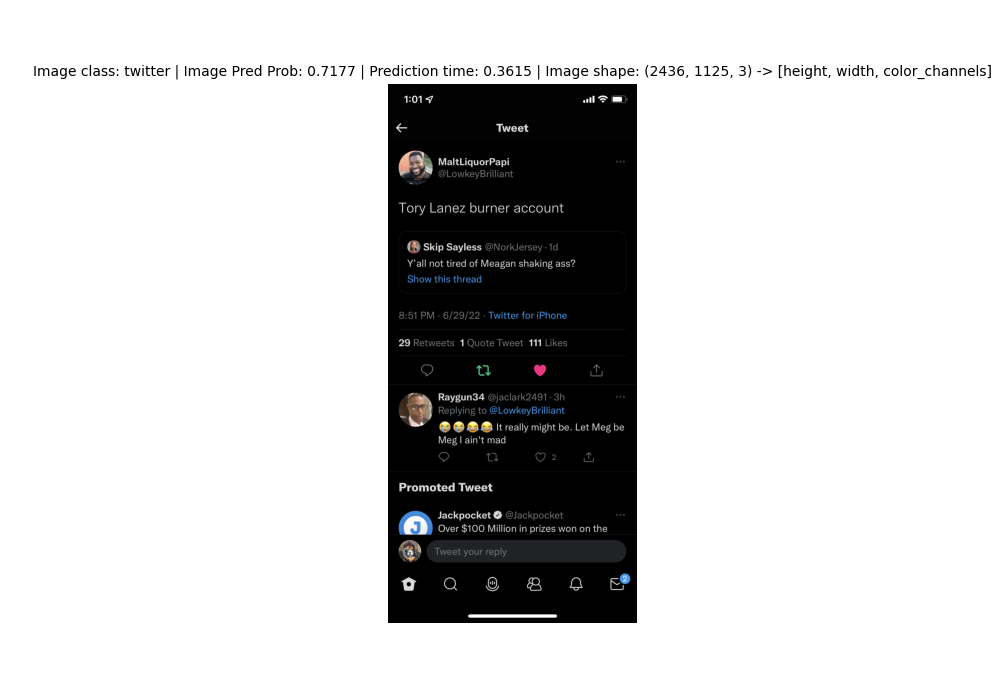 Image class: twitter | Image Pred Prob: 0.7177 | Prediction time: 0.3615 | Image shape: (2436, 1125, 3) -> [height, width, color_channels]
1:01
Tweet
MaltLiquorPapi
@LowkeyBrilliant
Tory Lanez burner account
Skip Sayless @NorkJersey · 1d
Y'all not tired of Meagan shaking ass?
Show this thread
8:51 PM · 6/29/22 · Twitter for iPhone
29 Retweets 1 Quote Tweet 111 Likes
Raygun34 @jaclark2491 · 3h
Replying to @LowkeyBrilliant
😭😭😂😂 It really might be. Let Meg be
Meg I ain't mad
2
Promoted Tweet
Jackpocket @Jackpocket
J
Over $100 Million in prizes won on the
Tweet your reply
2